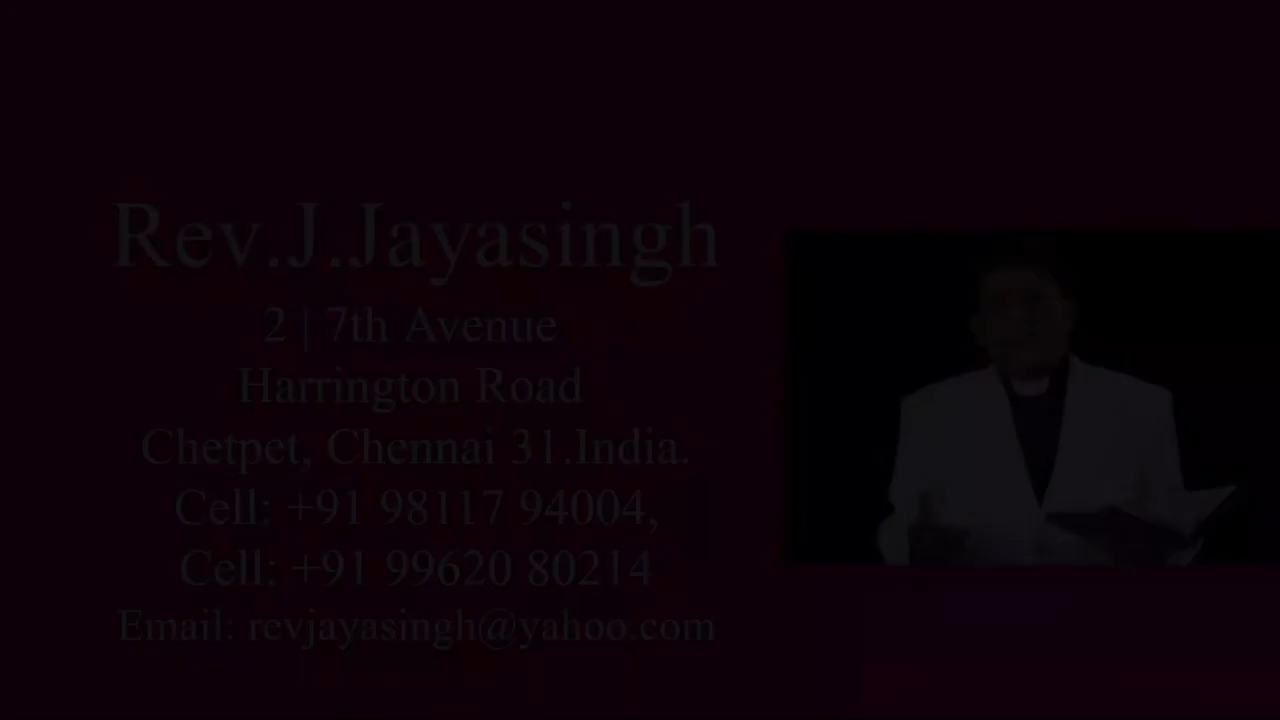 Rev.J.Jayasingh
2 | 7th Avenue
Harrington Road
Chetpet, Chennai 31.India.
Cell: +91 98117 94004,
Cell: +91 99620 80214
Email: revjayasingh@yahoo.com